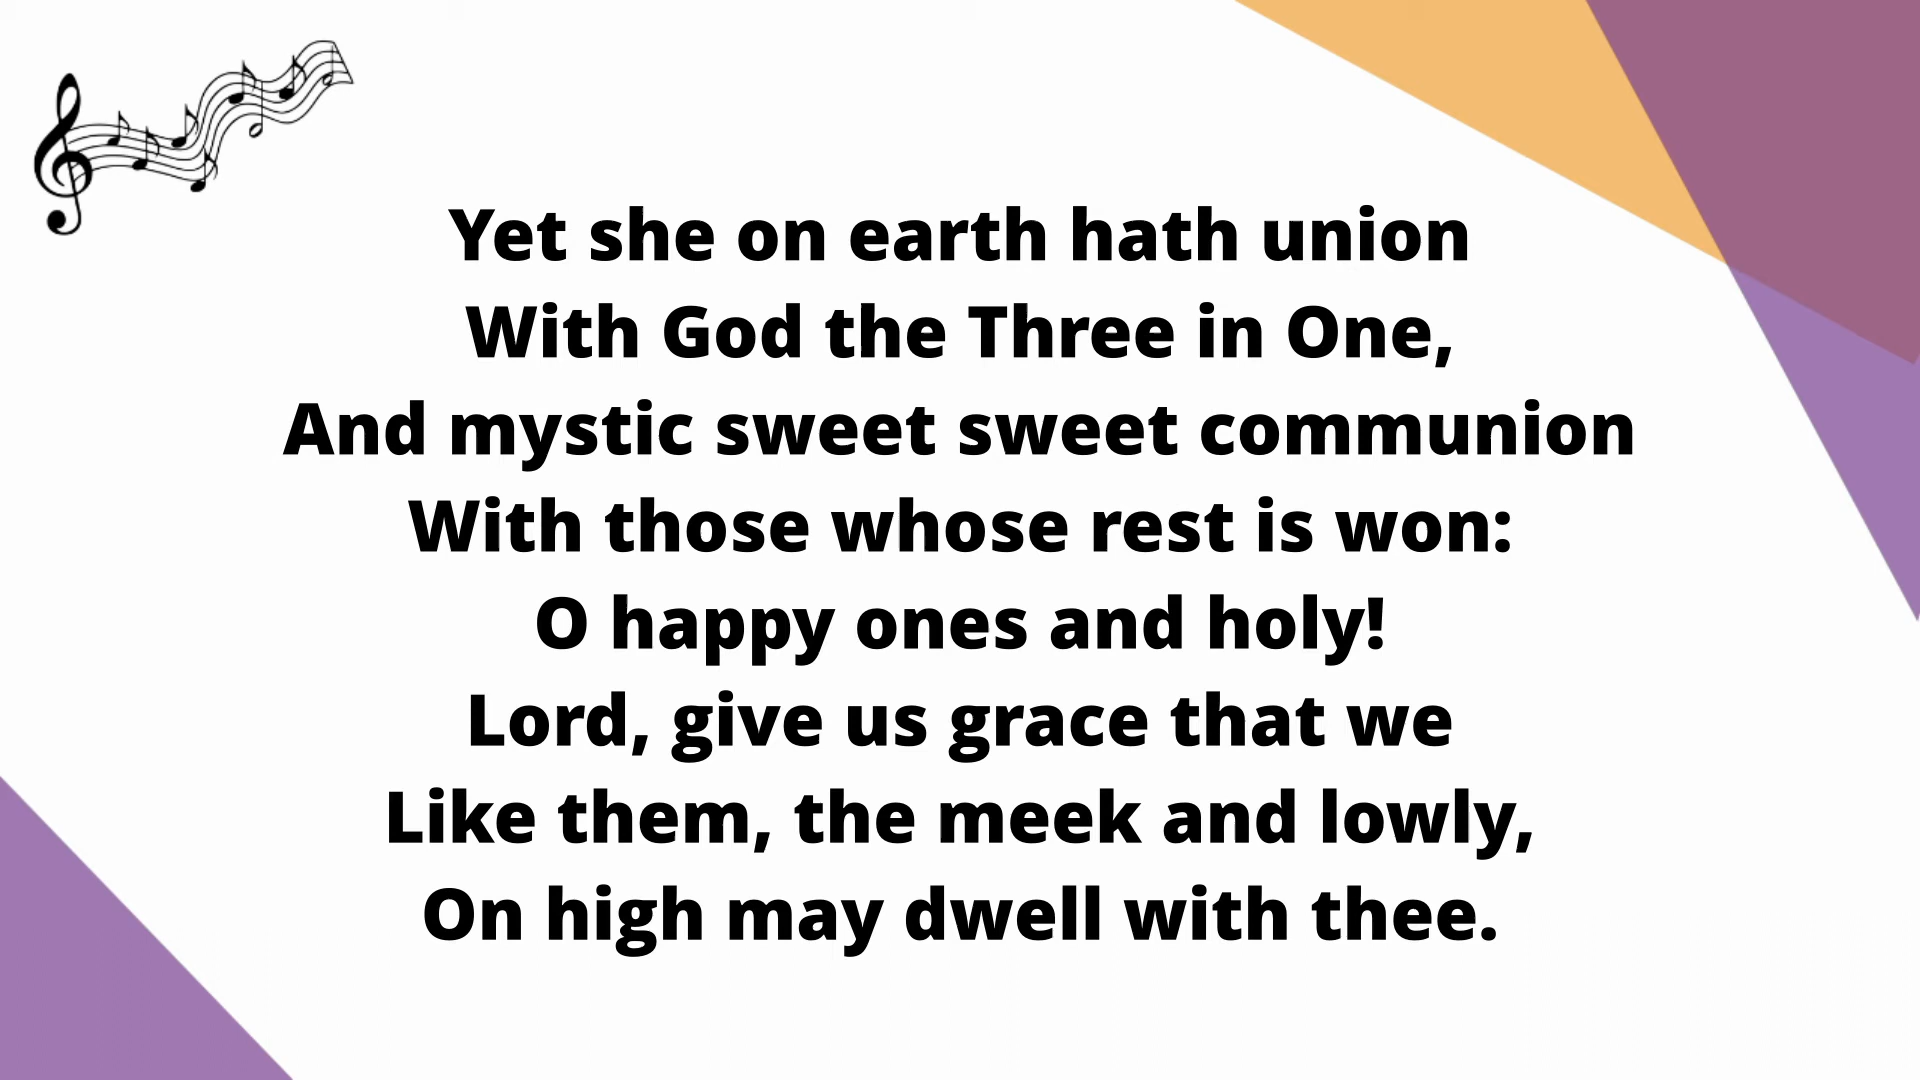 Yet she on earth hath union
With God the Three in One,
And mystic sweet sweet communion
With those whose rest is won:
O happy ones and holy!
Lord, give us grace that we
Like them, the meek and lowly,
On high may dwell with thee.